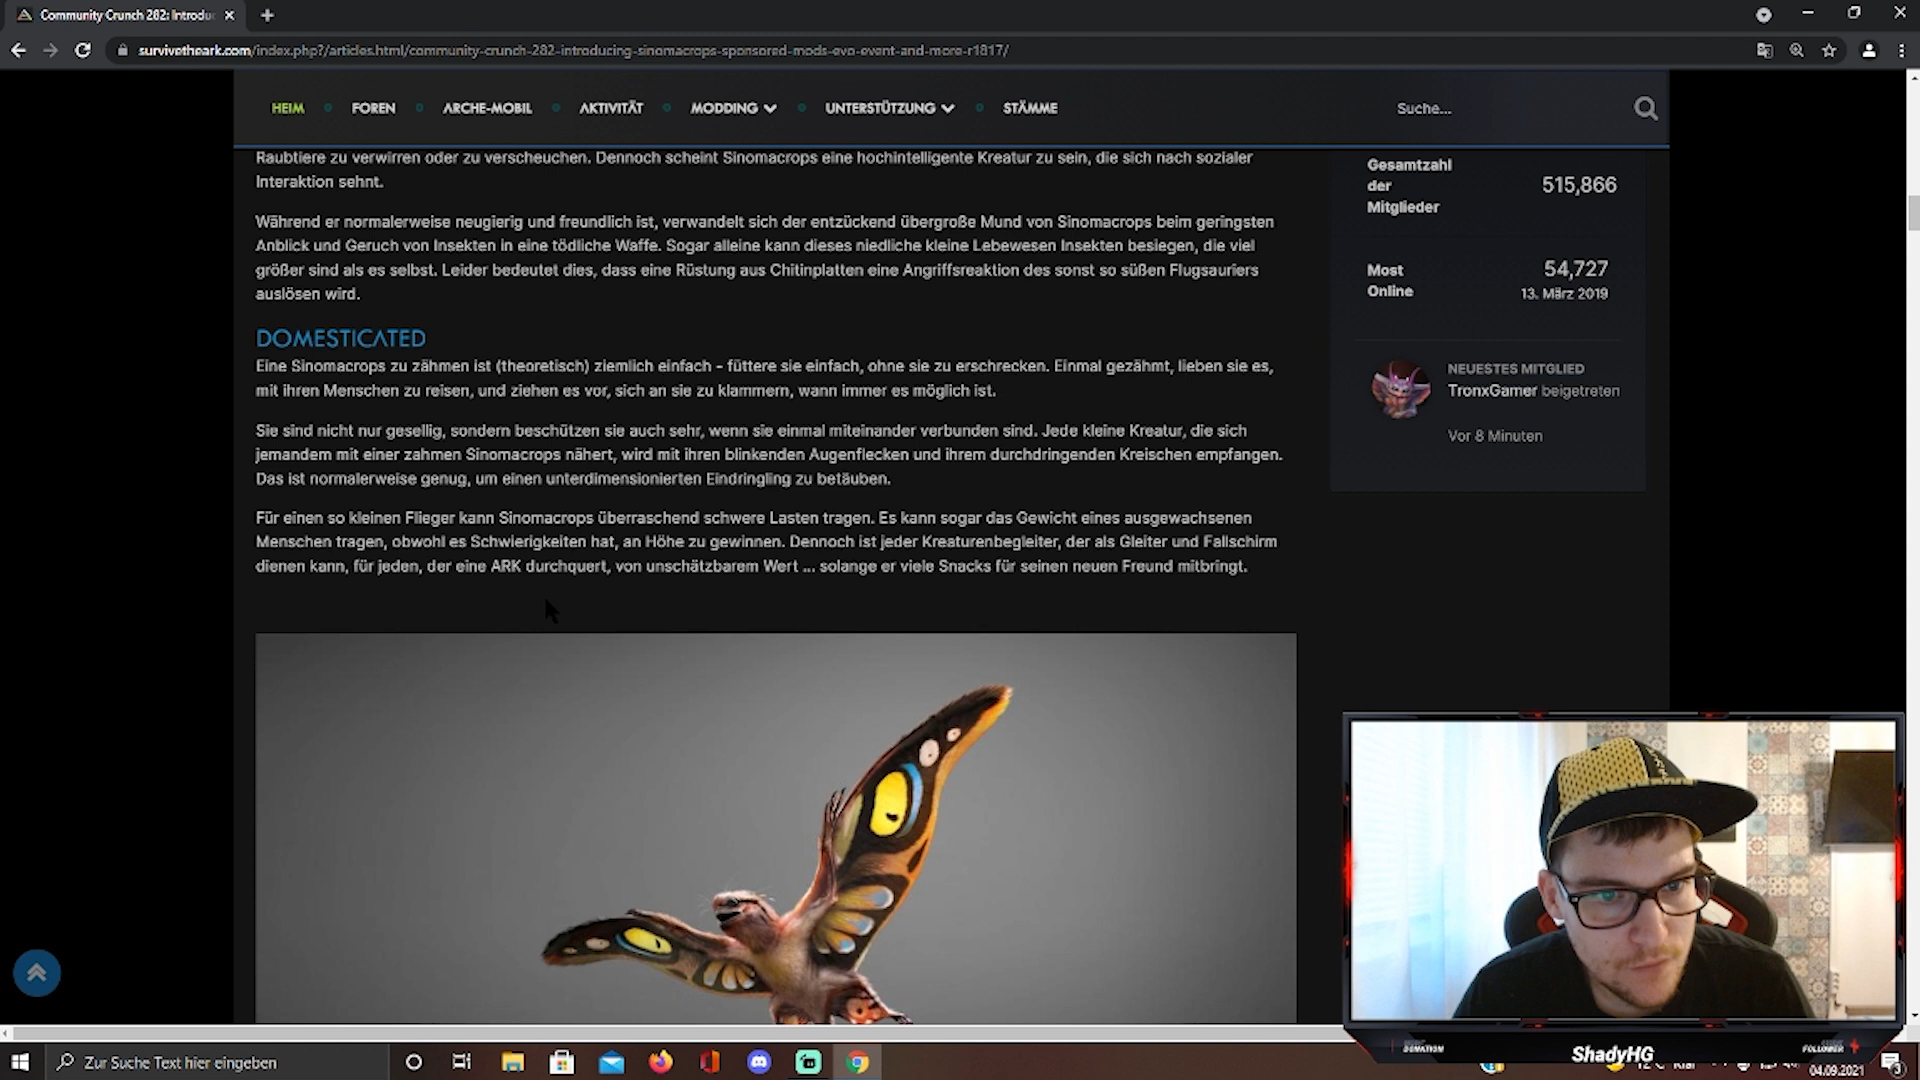 Community Crunch 282: Introdu
survivetheark.com/index.php?/articles.html/community-crunch-282-introducing-sinomacrops-sponsored-mods-evo-event-and-more-r1817/
HEIM
FOREN
ARCHE-MOBIL
AKTIVITÄT
MODDING
UNTERSTÜTZUNG
STÄMME
Suche...
Raubtiere zu verwirren oder zu verscheuchen. Dennoch scheint Sinomacrops eine hochintelligente Kreatur zu sein, die sich nach sozialer
Interaktion sehnt.
Während er normalerweise neugierig und freundlich ist, verwandelt sich der entzückend übergroße Mund von Sinomacrops beim geringsten
Anblick und Geruch von Insekten in eine tödliche Waffe. Sogar alleine kann dieses niedliche kleine Lebewesen Insekten besiegen, die viel
größer sind als es selbst. Leider bedeutet dies, dass eine Rüstung aus Chitinplatten eine Angriffsreaktion des sonst so süßen Flugsauriers
auslösen wird.
DOMESTICATED
Eine Sinomacrops zu zähmen ist (theoretisch) ziemlich einfach - füttere sie einfach, ohne sie zu erschrecken. Einmal gezähmt, lieben sie es,
mit ihren Menschen zu reisen, und ziehen es vor, sich an sie zu klammern, wann immer es möglich ist.
Sie sind nicht nur gesellig, sondern beschützen sie auch sehr, wenn sie einmal miteinander verbunden sind. Jede kleine Kreatur, die sich
jemandem mit einer zahmen Sinomacrops nähert, wird mit ihren blinkenden Augenflecken und ihrem durchdringenden Kreischen empfangen.
Das ist normalerweise genug, um einen unterdimensionierten Eindringling zu betäuben.
Für einen so kleinen Flieger kann Sinomacrops überraschend schwere Lasten tragen. Es kann sogar das Gewicht eines ausgewachsenen
Menschen tragen, obwohl es Schwierigkeiten hat, an Höhe zu gewinnen. Dennoch ist jeder Kreaturenbegleiter, der als Gleiter und Fallschirm
dienen kann, für jeden, der eine ARK durchquert, von unschätzbarem Wert ... solange er viele Snacks für seinen neuen Freund mitbringt.
Gesamtzahl
der
Mitglieder
515,866
Most
Online
54,727
13. März 2019
NEUESTES MITGLIED
TronxGamer beigetreten
Vor 8 Minuten
DONATION
ShadyHG
FOLLOWER
Zur Suche Text hier eingeben
12°C Klar
04.09.2021
3